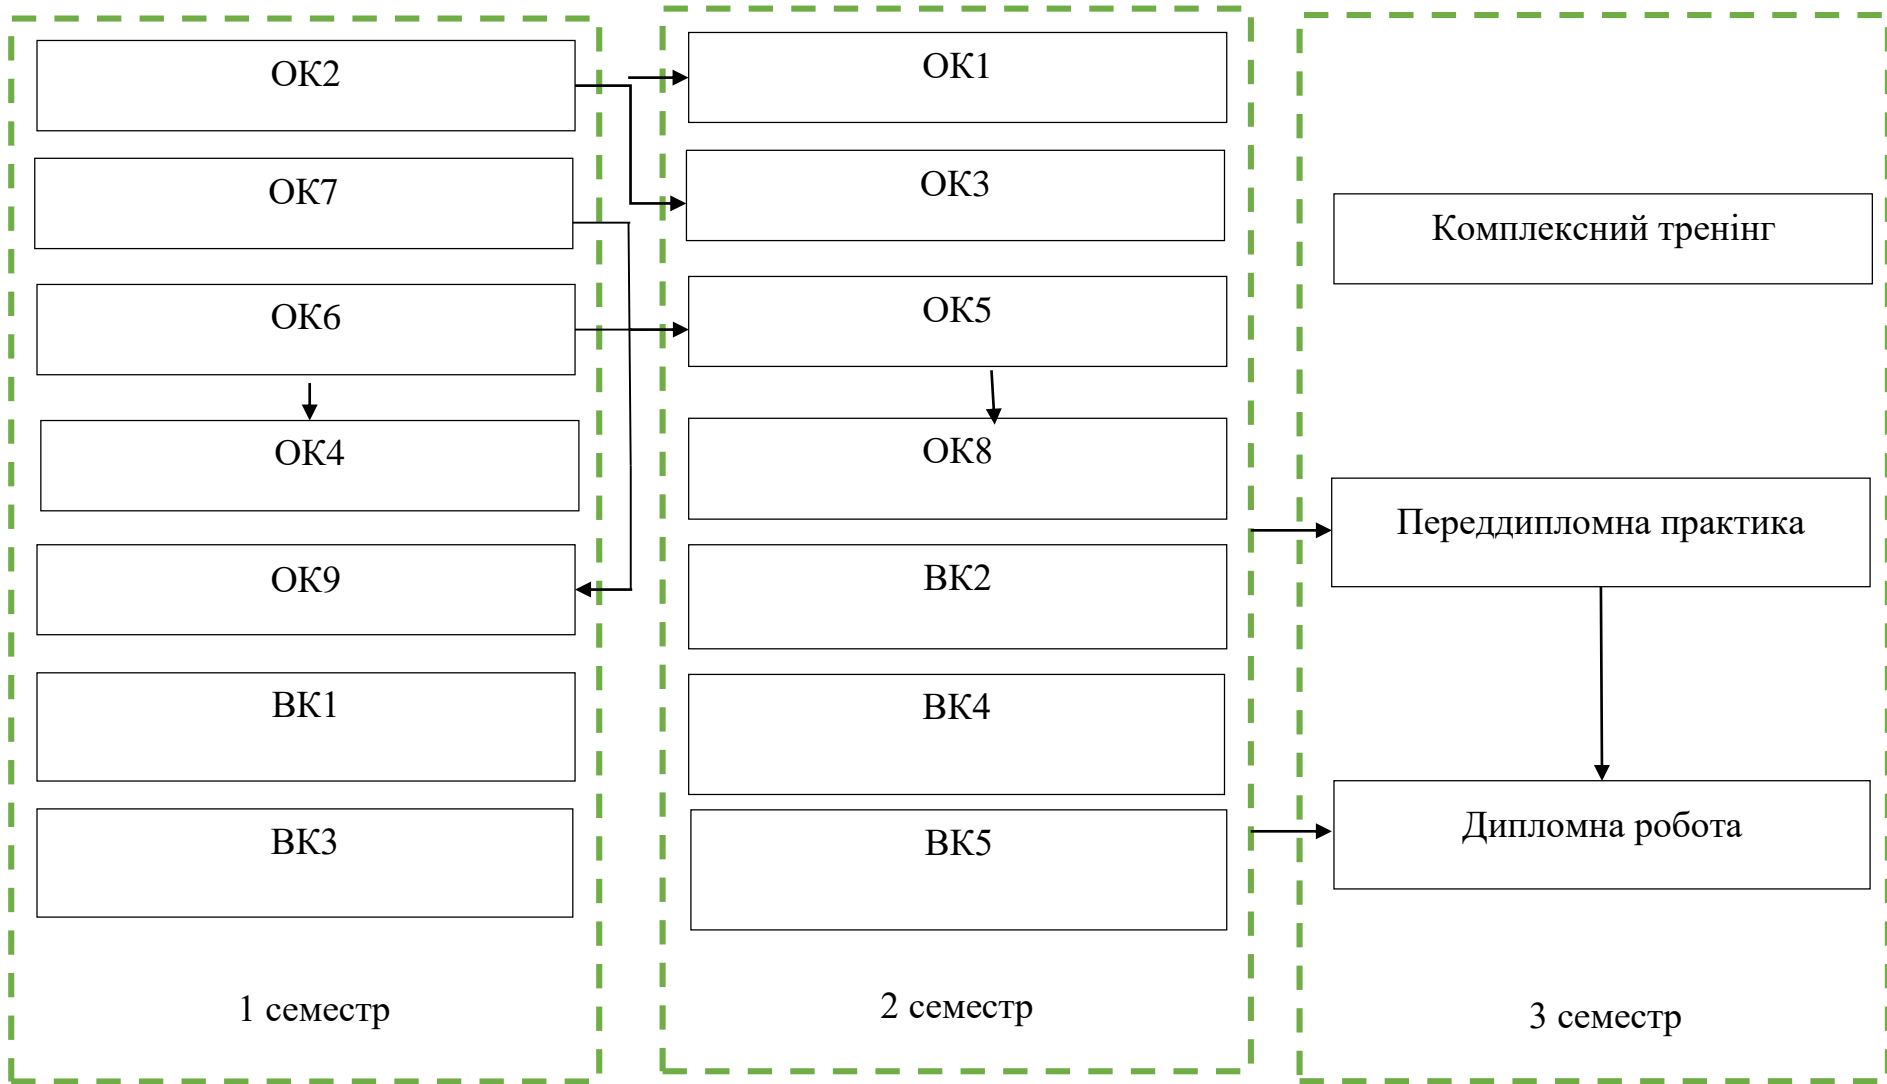 ОК2
ОК7
ОК6
ОК4
ОК9
ВК1
ВК3
1 семестр
ОК1
ОК3
ОК5
ОК8
ВК2
ВК4
ВК5
2 семестр
Комплексний тренінг
Переддипломна практика
Дипломна робота
3 семестр